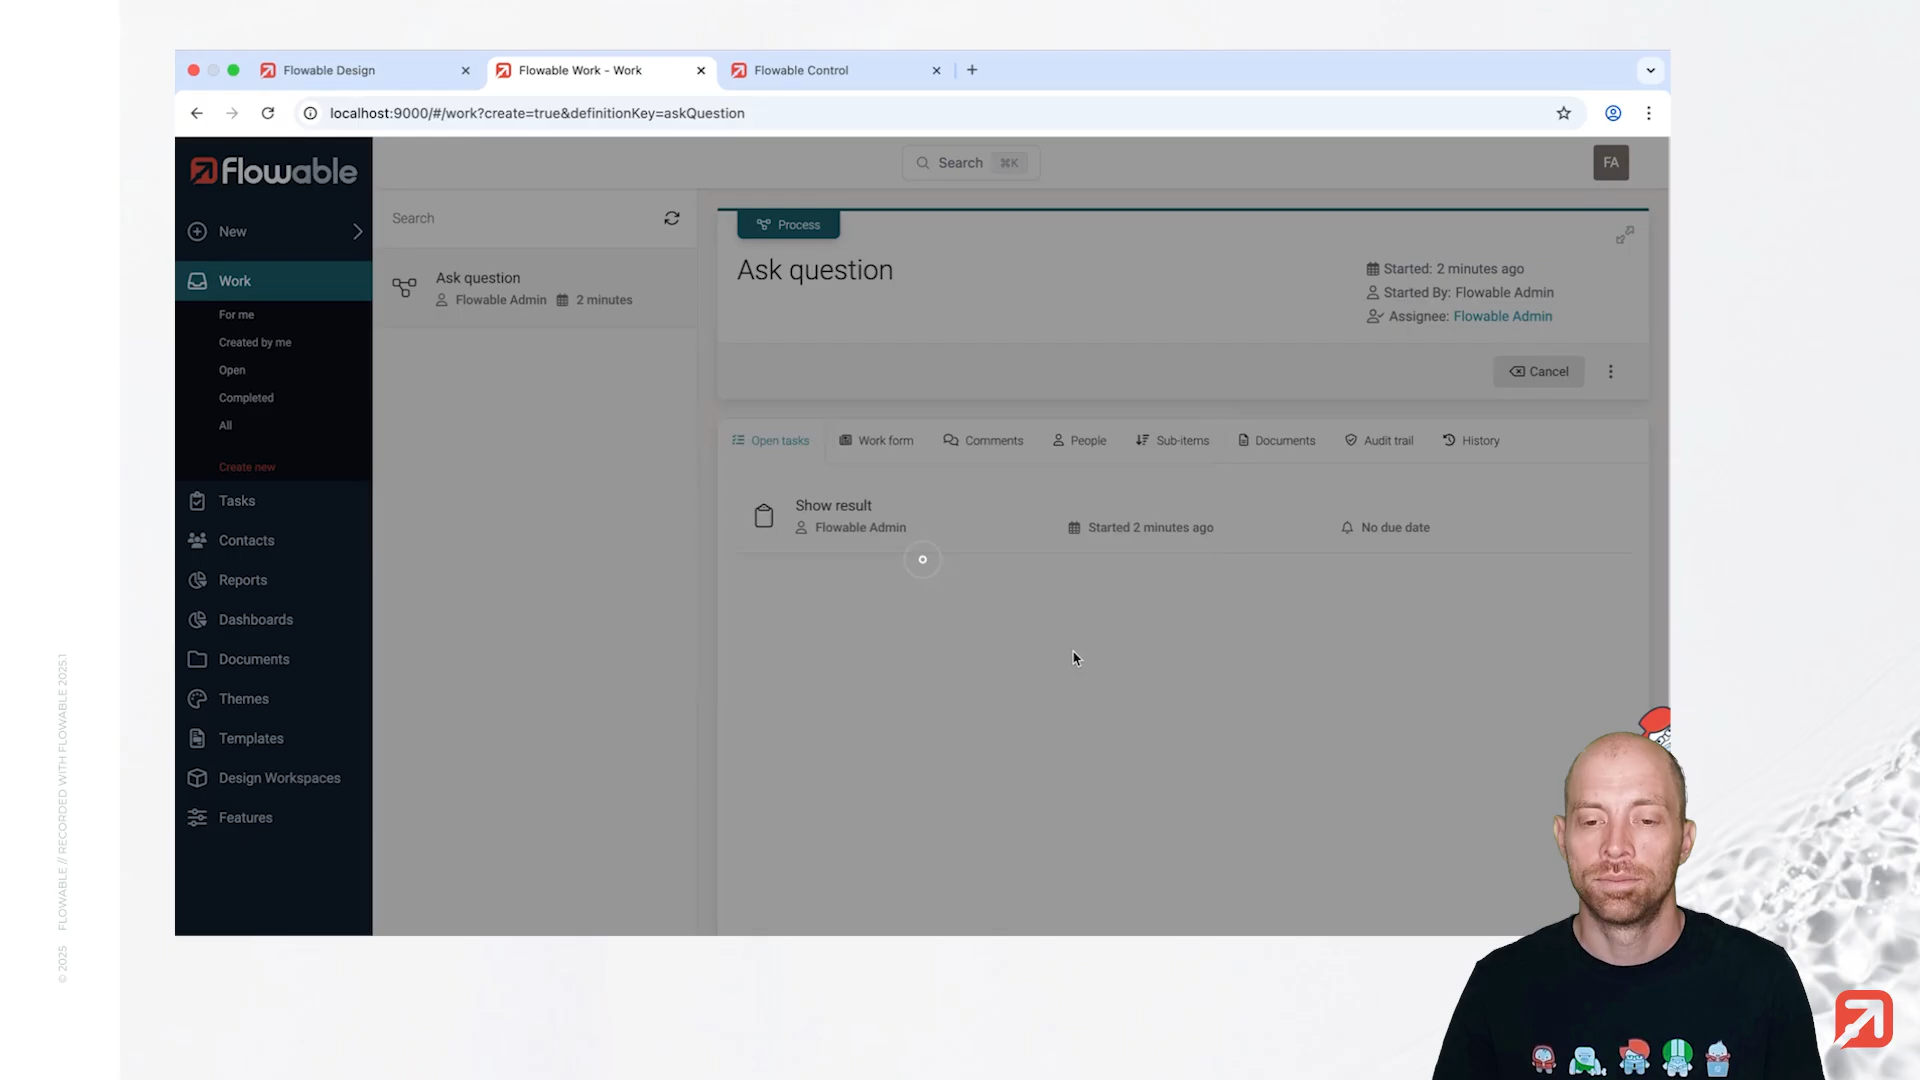 Flowable Design
Flowable Work - Work
Flowable Control
localhost:9000/#/work?create=true&definitionKey=askQuestion
flowable
Search ⌘K
FA
New
Work
For me
Created by me
Open
Completed
All
Create new
Tasks
Contacts
Reports
Dashboards
Documents
Themes
Templates
Design Workspaces
Features
Search
Ask question
Flowable Admin 2 minutes
Process
Ask question
Started: 2 minutes ago
Started By: Flowable Admin
Assignee: Flowable Admin
Cancel
Open tasks Work form Comments People Sub-items Documents Audit trail History
Show result
Flowable Admin Started 2 minutes ago No due date
© 2025 FLOWABLE // RECORDED WITH FLOWABLE 2025.1